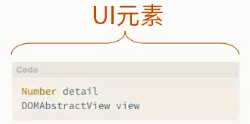 UI元素
Code
Number detail
DOMAbstractView view